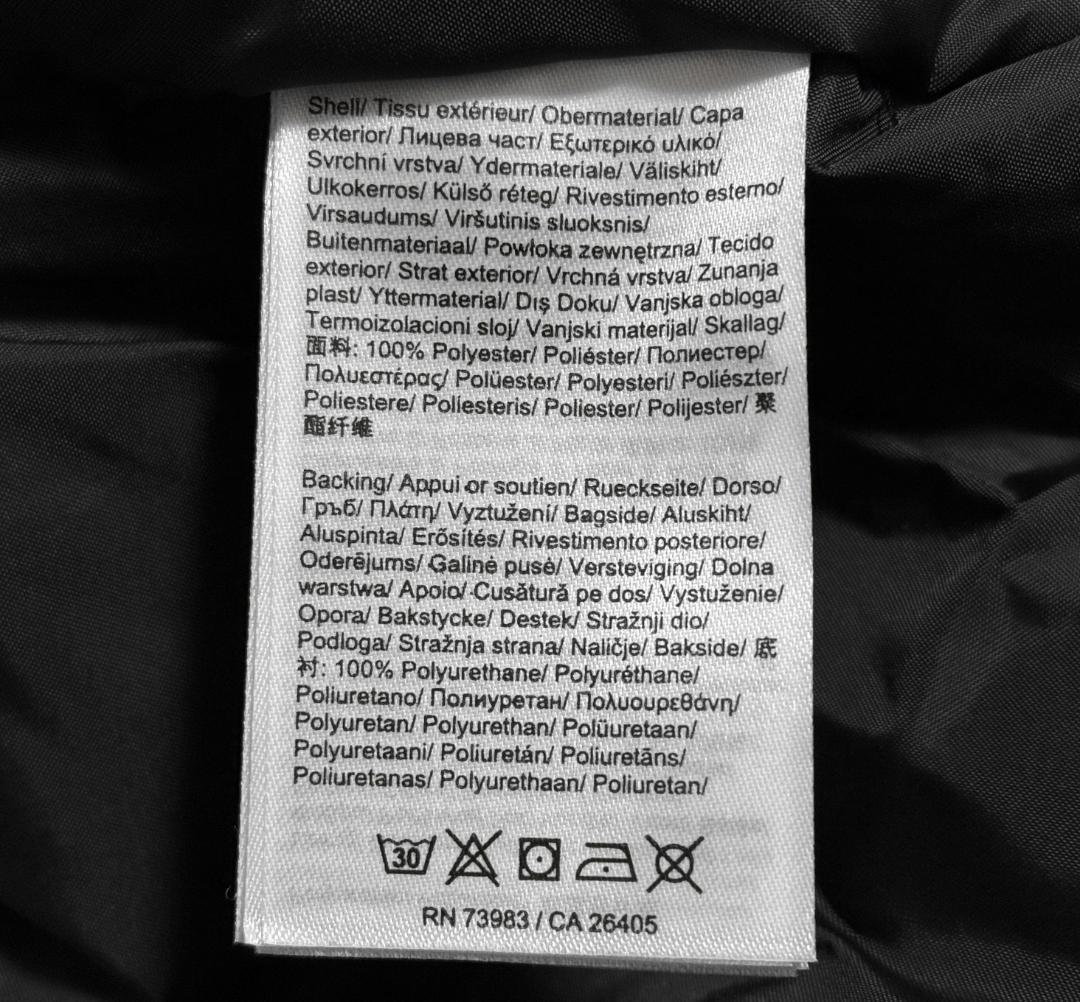 Shell/ Tissu extérieur/ Obermaterial/ Capa
exterior/ Лицева част/ Εξωτερικό υλικό/
Svrchní vrstva/ Ydermateriale/ Väliskiht/
Ulkokerros/ Külső réteg/ Rivestimento esterno/
Virsaudums/ Viršutinis sluoksnis/
Buitenmateriaal/ Powłoka zewnętrzna/ Tecido
exterior/ Strat exterior/ Vrchná vrstva/ Zunanja
plast/ Yttermaterial/ Dış Doku/ Vanjska obloga/
Termoizolacioni sloj/ Vanjski materijal/ Skallag/
面料: 100% Polyester/ Poliéster/ Полиестер/
Πολυεστέρας/ Polüester/ Polyesteri/ Poliészter/
Poliestere/ Poliesteris/ Poliester/ Polijester/ 聚
酯纤维
Backing/ Appui or soutien/ Rueckseite/ Dorso/
Гръб/ Πλάτη/ Vyztužení/ Bagside/ Aluskiht/
Aluspinta/ Erősítés/ Rivestimento posteriore/
Oderējums/ Galinė pusė/ Versteviging/ Dolna
warstwa/ Apoio/ Cusătură pe dos/ Vystuženie/
Opora/ Bakstycke/ Destek/ Stražnji dio/
Podloga/ Stražnja strana/ Naličje/ Bakside/ 底
衬: 100% Polyurethane/ Polyuréthane/
Poliuretano/ Полиуретан/ Πολυουρεθάνη/
Polyuretan/ Polyurethan/ Polüuretaan/
Polyuretaani/ Poliuretán/ Poliuretāns/
Poliuretanas/ Polyurethaan/ Poliuretan/
30
RN 73983 / CA 26405